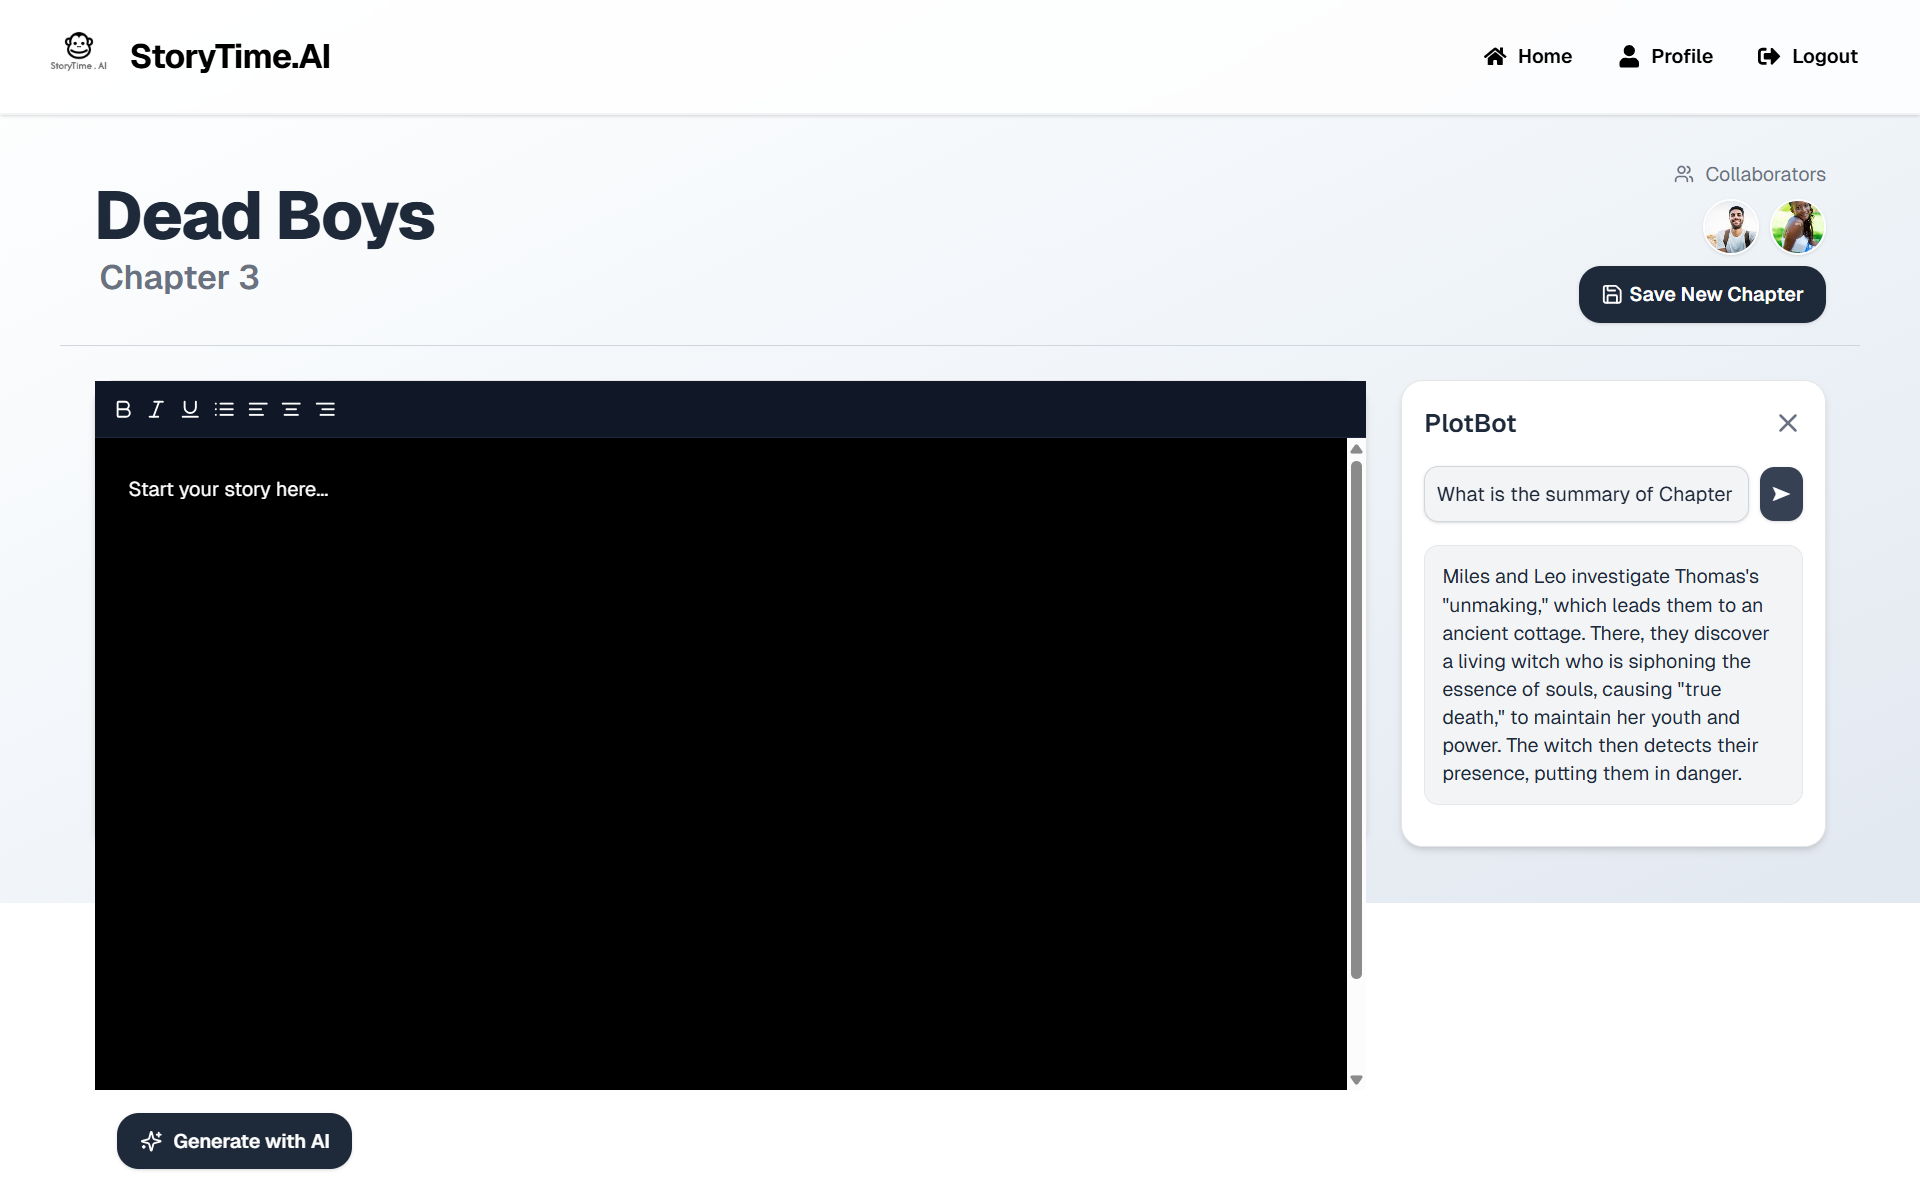 StoryTime . AI
StoryTime.AI
Home
Profile
Logout
Dead Boys
Chapter 3
Collaborators
Save New Chapter
Start your story here...
PlotBot
What is the summary of Chapter
Miles and Leo investigate Thomas's
"unmaking," which leads them to an
ancient cottage. There, they discover
a living witch who is siphoning the
essence of souls, causing "true
death," to maintain her youth and
power. The witch then detects their
presence, putting them in danger.
Generate with AI